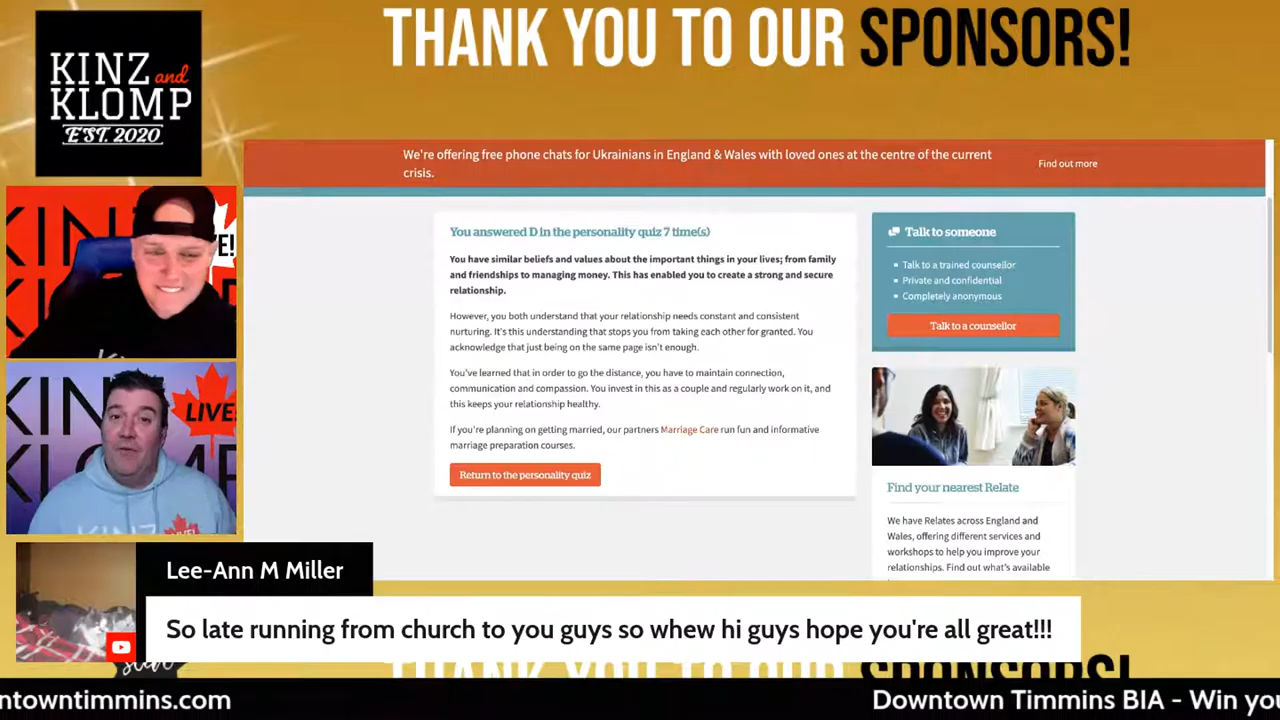 THANK YOU TO OUR SPONSORS!
KINZ and
KLOMP
EST. 2020
We're offering free phone chats for Ukrainians in England & Wales with loved ones at the centre of the current
crisis.
Find out more
You answered D in the personality quiz 7 time(s)
You have similar beliefs and values about the important things in your lives; from family
and friendships to managing money. This has enabled you to create a strong and secure
relationship.
However, you both understand that your relationship needs constant and consistent
nurturing. It's this understanding that stops you from taking each other for granted. You
acknowledge that just being on the same page isn't enough.
You've learned that in order to go the distance, you have to maintain connection,
communication and compassion. You invest in this as a couple and regularly work on it, and
this keeps your relationship healthy.
If you're planning on getting married, our partners Marriage Care run fun and informative
marriage preparation courses.
Return to the personality quiz
Talk to someone
Talk to a trained counsellor
Private and confidential
Completely anonymous
Talk to a counsellor
Find your nearest Relate
We have Relates across England and
Wales, offering different services and
workshops to help you improve your
relationships. Find out what's available
LIVE!
KINZ
LIVE!
Lee-Ann M Miller
So late running from church to you guys so whew hi guys hope you're all great!!!
THANK YOU TO OUR SPONSORS!
ntowntimmins.com
Downtown Timmins BIA - Win you